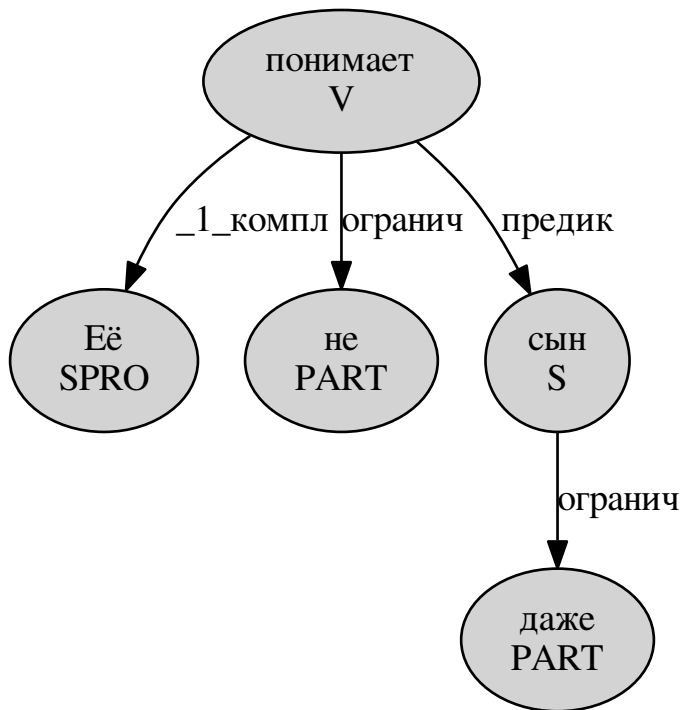 понимает
V
_1_компл
огранич
предик
Её
SPRO
не
PART
сын
S
огранич
даже
PART